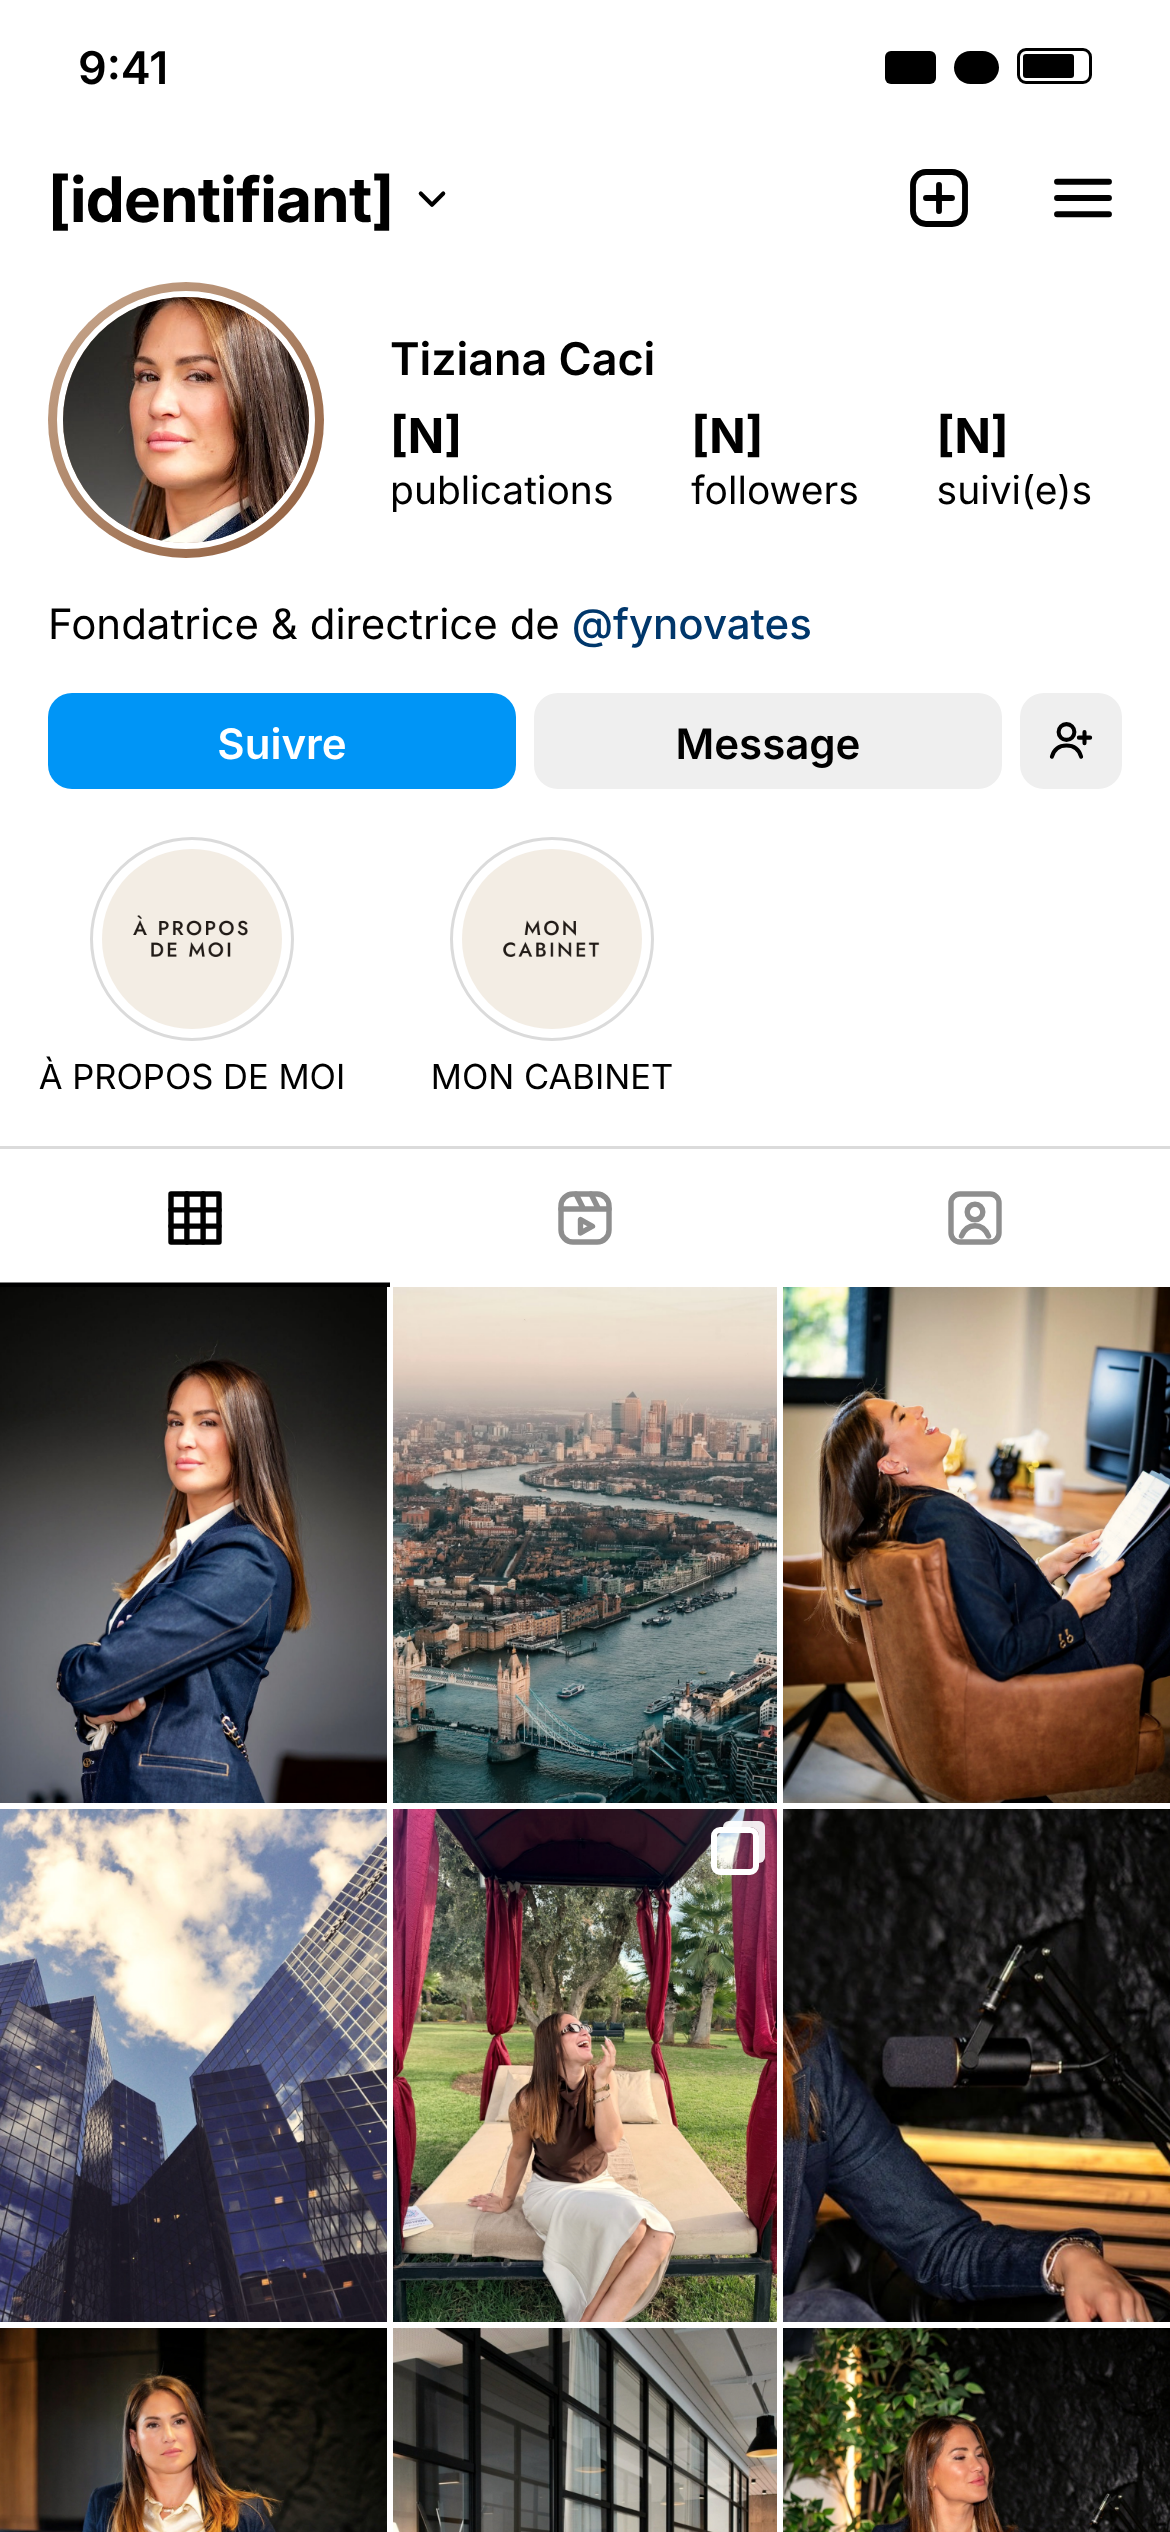 9:41
[identifiant]
Tiziana Caci
[N] [N] [N]
publications followers suivi(e)s
Fondatrice & directrice de @fynovates
Suivre Message
À PROPOS
DE MOI
MON
CABINET
À PROPOS DE MOI MON CABINET